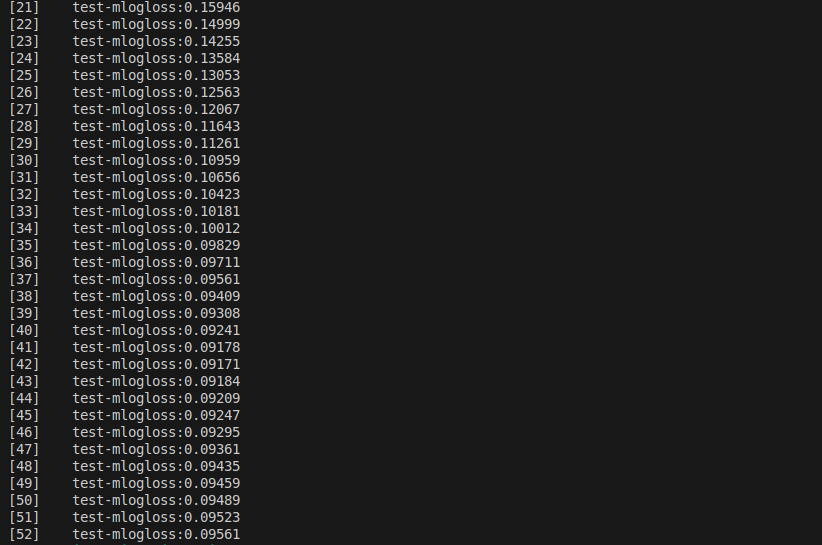 [21]    test-mlogloss:0.15946
[22]    test-mlogloss:0.14999
[23]    test-mlogloss:0.14255
[24]    test-mlogloss:0.13584
[25]    test-mlogloss:0.13053
[26]    test-mlogloss:0.12563
[27]    test-mlogloss:0.12067
[28]    test-mlogloss:0.11643
[29]    test-mlogloss:0.11261
[30]    test-mlogloss:0.10959
[31]    test-mlogloss:0.10656
[32]    test-mlogloss:0.10423
[33]    test-mlogloss:0.10181
[34]    test-mlogloss:0.10012
[35]    test-mlogloss:0.09829
[36]    test-mlogloss:0.09711
[37]    test-mlogloss:0.09561
[38]    test-mlogloss:0.09409
[39]    test-mlogloss:0.09308
[40]    test-mlogloss:0.09241
[41]    test-mlogloss:0.09178
[42]    test-mlogloss:0.09171
[43]    test-mlogloss:0.09184
[44]    test-mlogloss:0.09209
[45]    test-mlogloss:0.09247
[46]    test-mlogloss:0.09295
[47]    test-mlogloss:0.09361
[48]    test-mlogloss:0.09435
[49]    test-mlogloss:0.09459
[50]    test-mlogloss:0.09489
[51]    test-mlogloss:0.09523
[52]    test-mlogloss:0.09561